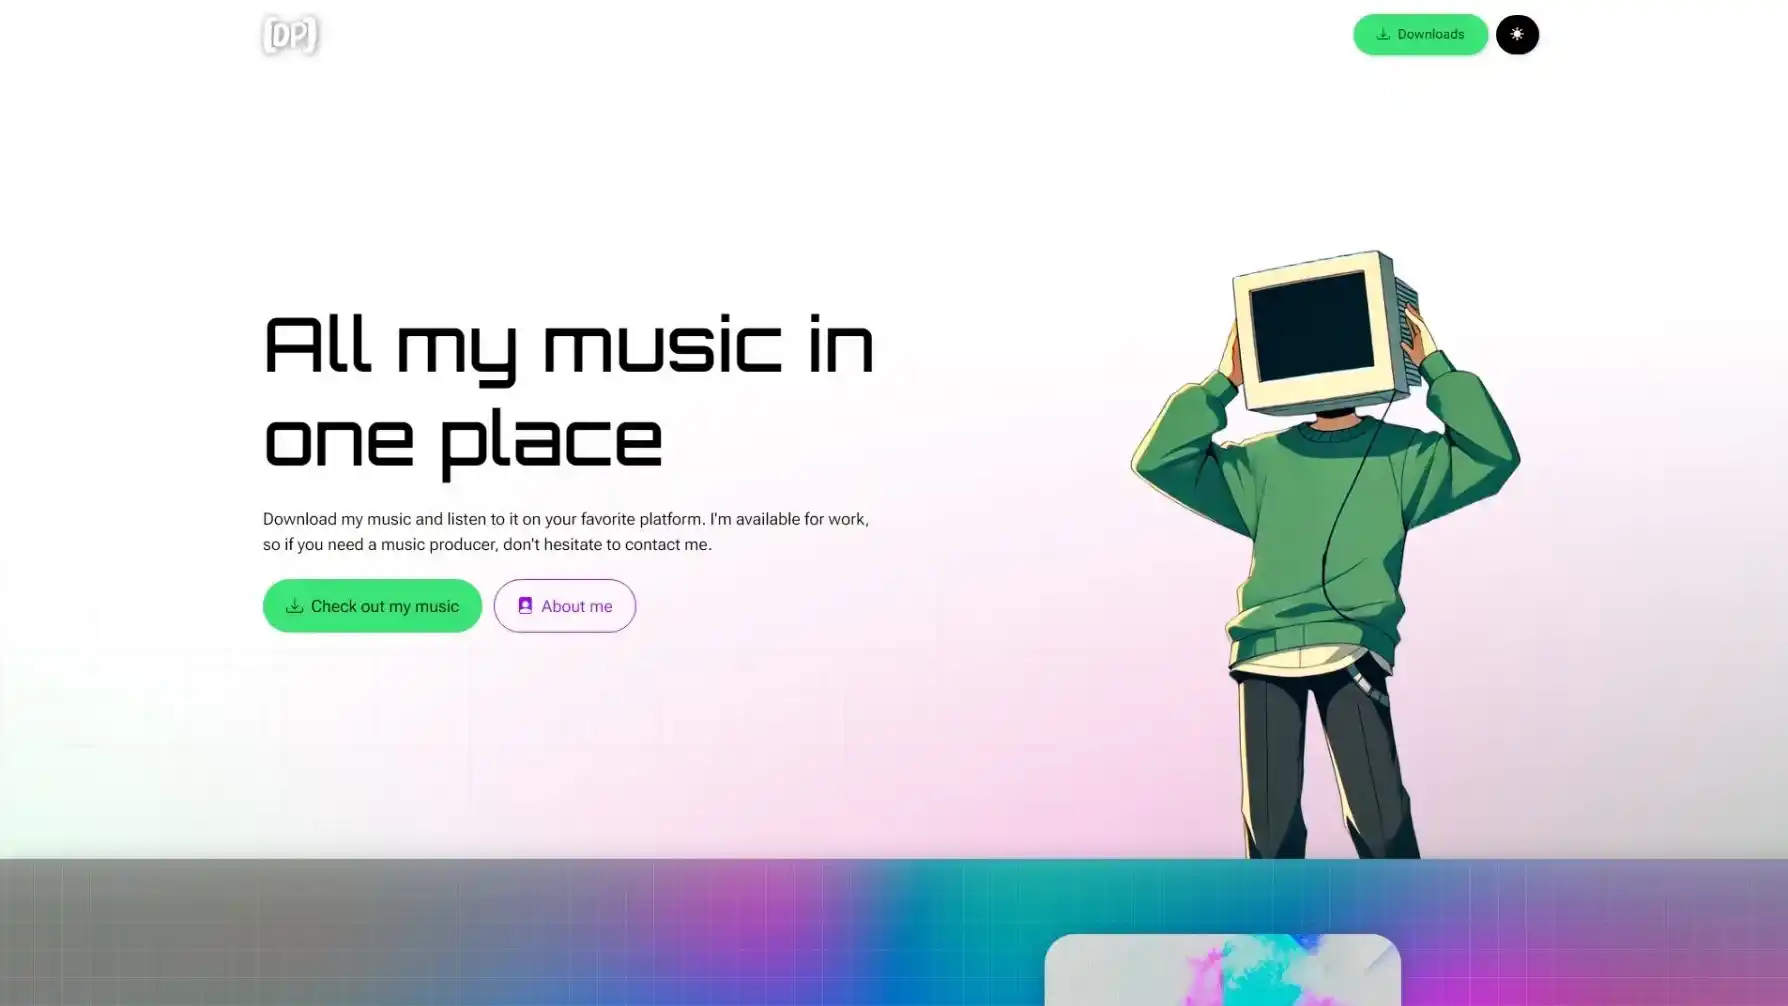 [DP]
Downloads
All my music in
one place
Download my music and listen to it on your favorite platform. I'm available for work,
so if you need a music producer, don't hesitate to contact me.
Check out my music
About me